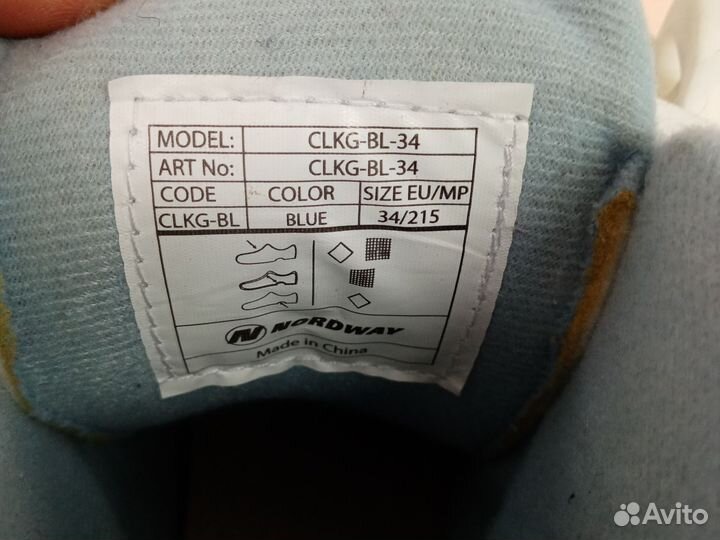 MODEL: CLKG-BL-34
ART No: CLKG-BL-34
CODE COLOR SIZE EU/MP
CLKG-BL BLUE 34/215
NORDWAY
Made in China
Avito